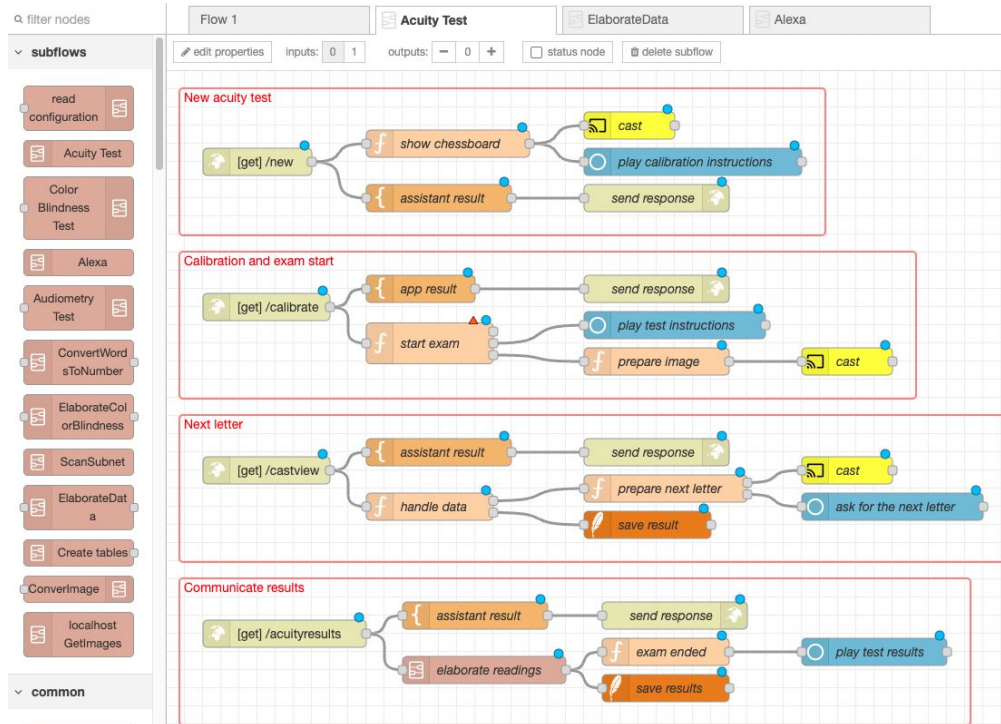 filter nodes
Flow 1
Acuity Test
ElaborateData
Alexa
subflows
edit properties
inputs: 0 1
outputs: − 0 +
status node
delete subflow
read
configuration
Acuity Test
Color
Blindness
Test
Alexa
Audiometry
Test
ConvertWord
sToNumber
ElaborateCol
orBlindness
ScanSubnet
ElaborateDat
a
Create tables
ConverImage
localhost
GetImages
common
New acuity test
[get] /new
show chessboard
cast
play calibration instructions
assistant result
send response
Calibration and exam start
[get] /calibrate
app result
send response
start exam
play test instructions
prepare image
cast
Next letter
[get] /castview
assistant result
send response
handle data
prepare next letter
cast
save result
ask for the next letter
Communicate results
[get] /acuityresults
assistant result
send response
elaborate readings
exam ended
play test results
save results